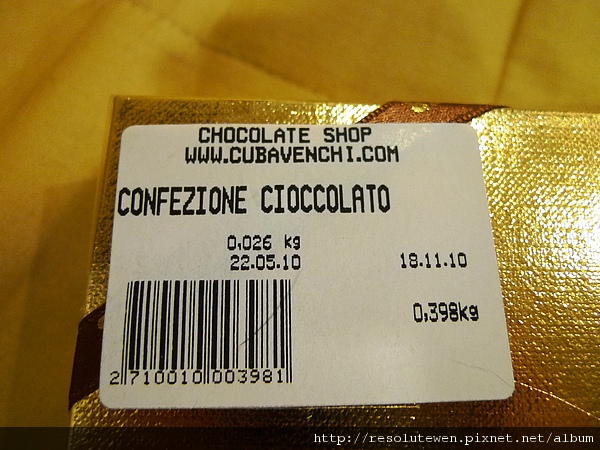 CHOCOLATE SHOP
WWW.CUBAVENCHI.COM
CONFEZIONE CIOCCOLATO
0,026 kg
22.05.10 18.11.10
0,398kg
2 710010 003981
http://resolutewen.pixnet.net/album